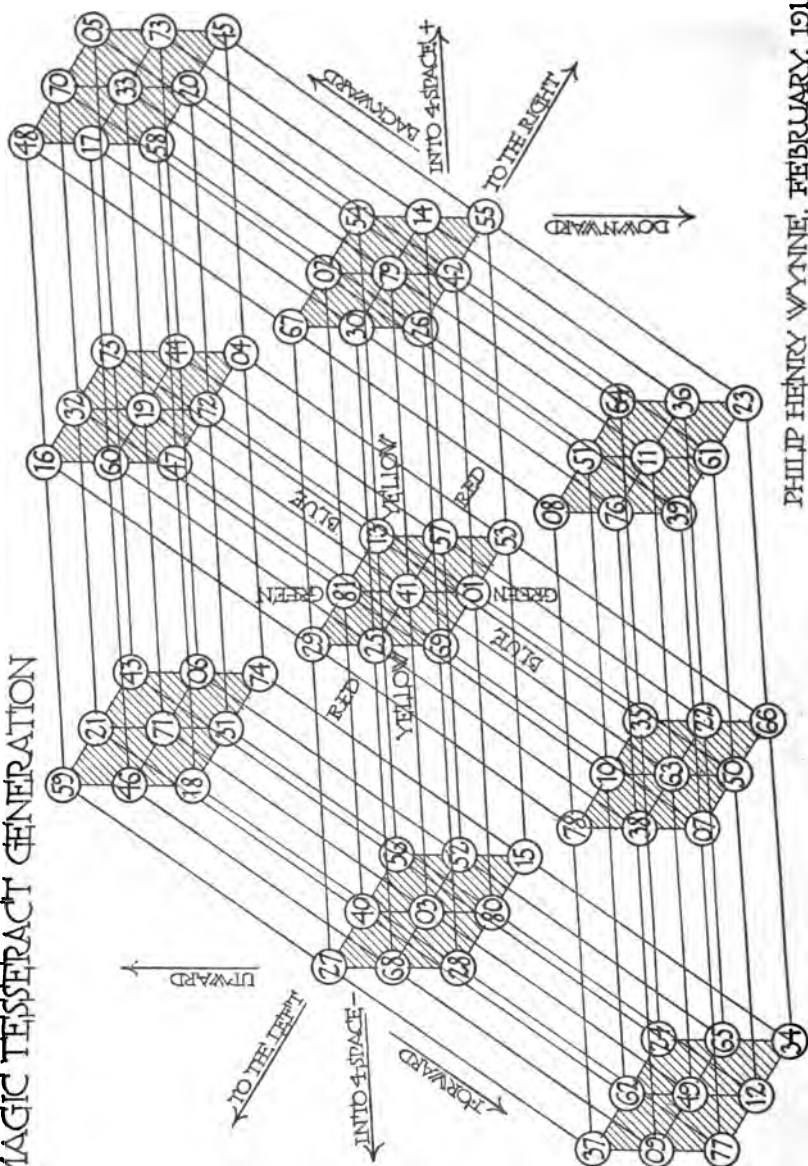 MAGIC TESSERACT GENERATION
48 70 05
17 33 73
58 20 45
16 32 75
60 19 44
47 72 04
59 21 43
46 71 06
18 31 74
BACKWARD
INTO 4-SPACE +
TO THE RIGHT
DOWNWARD
67 02 54
30 79 14
26 42 55
BLUE
YELLOW
RED
GREEN
29 81 13
25 41 57
69 01 53
GREEN
RED
YELLOW
BLUE
UPWARD
TO THE LEFT
INTO 4-SPACE -
FORWARD
27 40 56
68 03 52
28 80 15
08 51 64
76 11 36
39 61 23
78 10 35
38 63 22
07 50 66
37 62 24
09 49 65
77 12 34
PHILIP HENRY WYNNE. FEBRUARY, 191